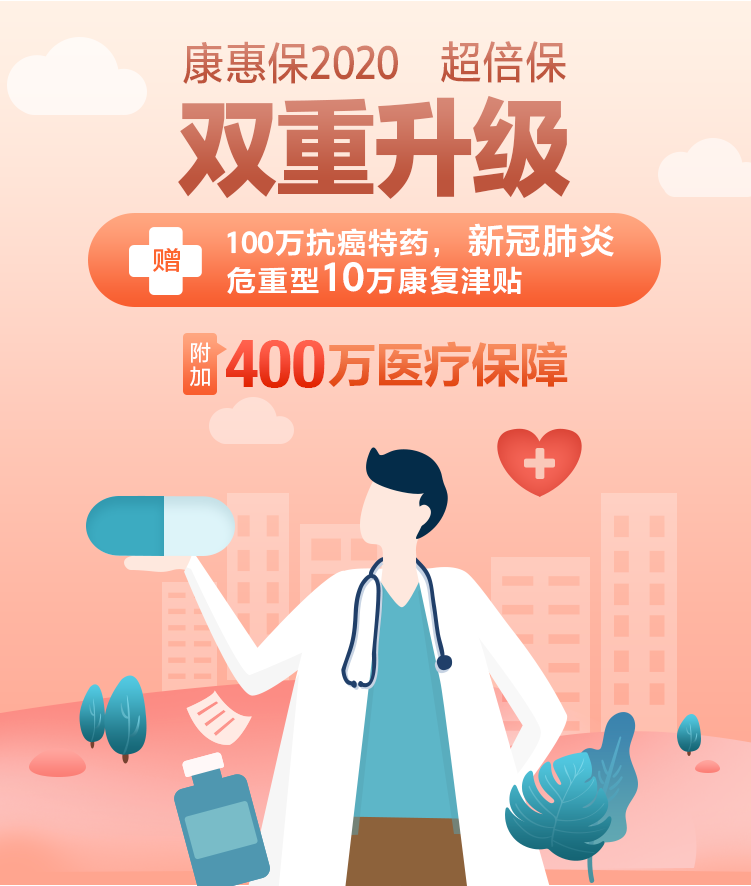 康惠保2020 超倍保
双重升级
赠
100万抗癌特药，新冠肺炎
危重型10万康复津贴
附加
400万医疗保障